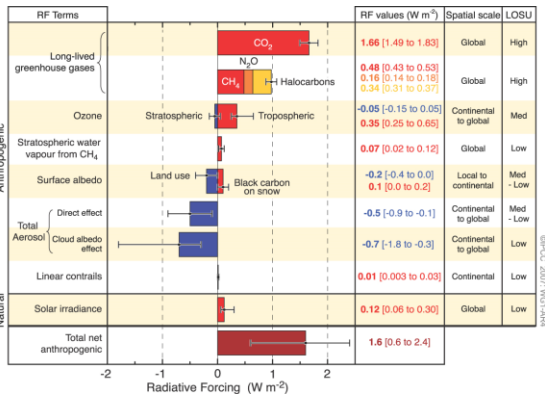 RF Terms
RF values (W m-2) Spatial scale LOSU
Long-lived
greenhouse gases
CO2
1.66 [1.49 to 1.83] Global High
N2O
CH4 Halocarbons
0.48 [0.43 to 0.53]
0.16 [0.14 to 0.18]
0.34 [0.31 to 0.37]
Global High
Ozone Stratospheric Tropospheric
-0.05 [-0.15 to 0.05]
0.35 [0.25 to 0.65]
Continental
to global
Med
Stratospheric water
vapour from CH4
0.07 [0.02 to 0.12] Global Low
Surface albedo Land use
Black carbon
on snow
-0.2 [-0.4 to 0.0]
0.1 [0.0 to 0.2]
Local to
continental
Med
- Low
Total
Aerosol
Direct effect
-0.5 [-0.9 to -0.1]
Continental
to global
Med
- Low
Cloud albedo
effect
-0.7 [-1.8 to -0.3]
Continental
to global
Low
Linear contrails
0.01 [0.003 to 0.03] Continental Low
Solar irradiance
0.12 [0.06 to 0.30] Global Low
Total net
anthropogenic
1.6 [0.6 to 2.4]
Anthropogenic
Natural
-2 -1 0 1 2
Radiative Forcing (W m-2)